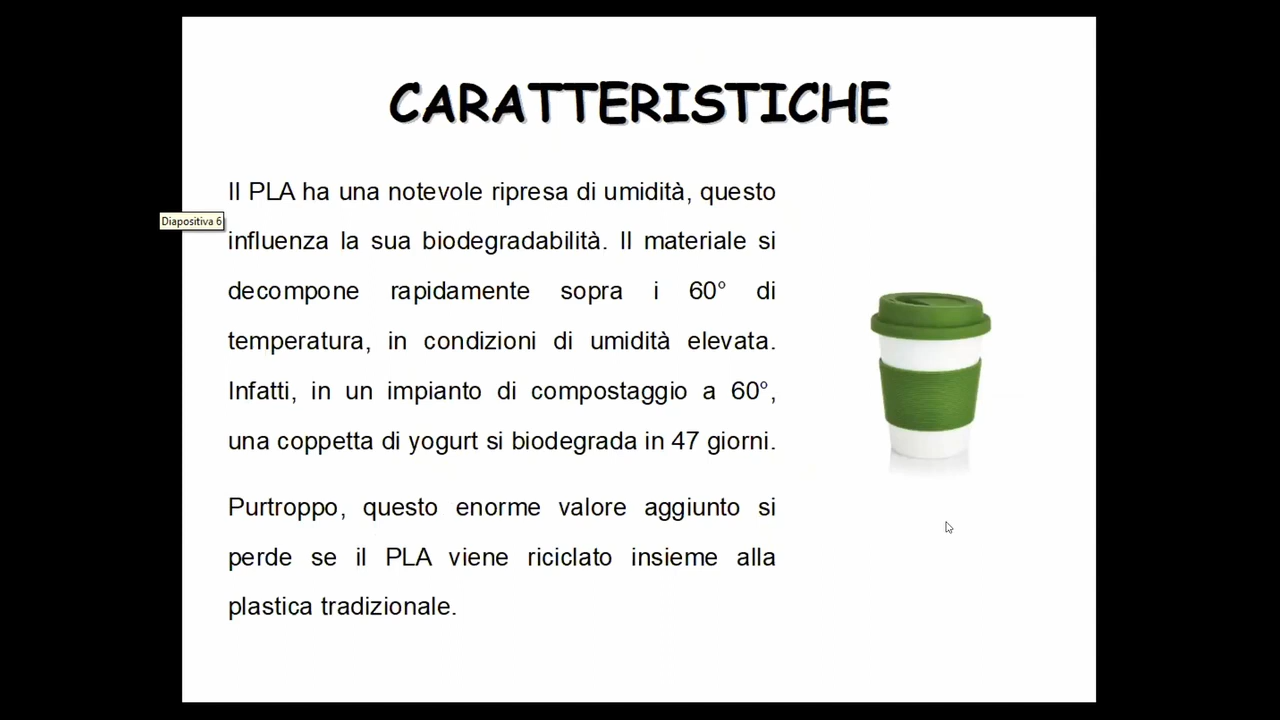 CARATTERISTICHE
Il PLA ha una notevole ripresa di umidità, questo
Diapositiva 6
influenza la sua biodegradabilità. Il materiale si
decompone rapidamente sopra i 60° di
temperatura, in condizioni di umidità elevata.
Infatti, in un impianto di compostaggio a 60°,
una coppetta di yogurt si biodegrada in 47 giorni.
Purtroppo, questo enorme valore aggiunto si
perde se il PLA viene riciclato insieme alla
plastica tradizionale.